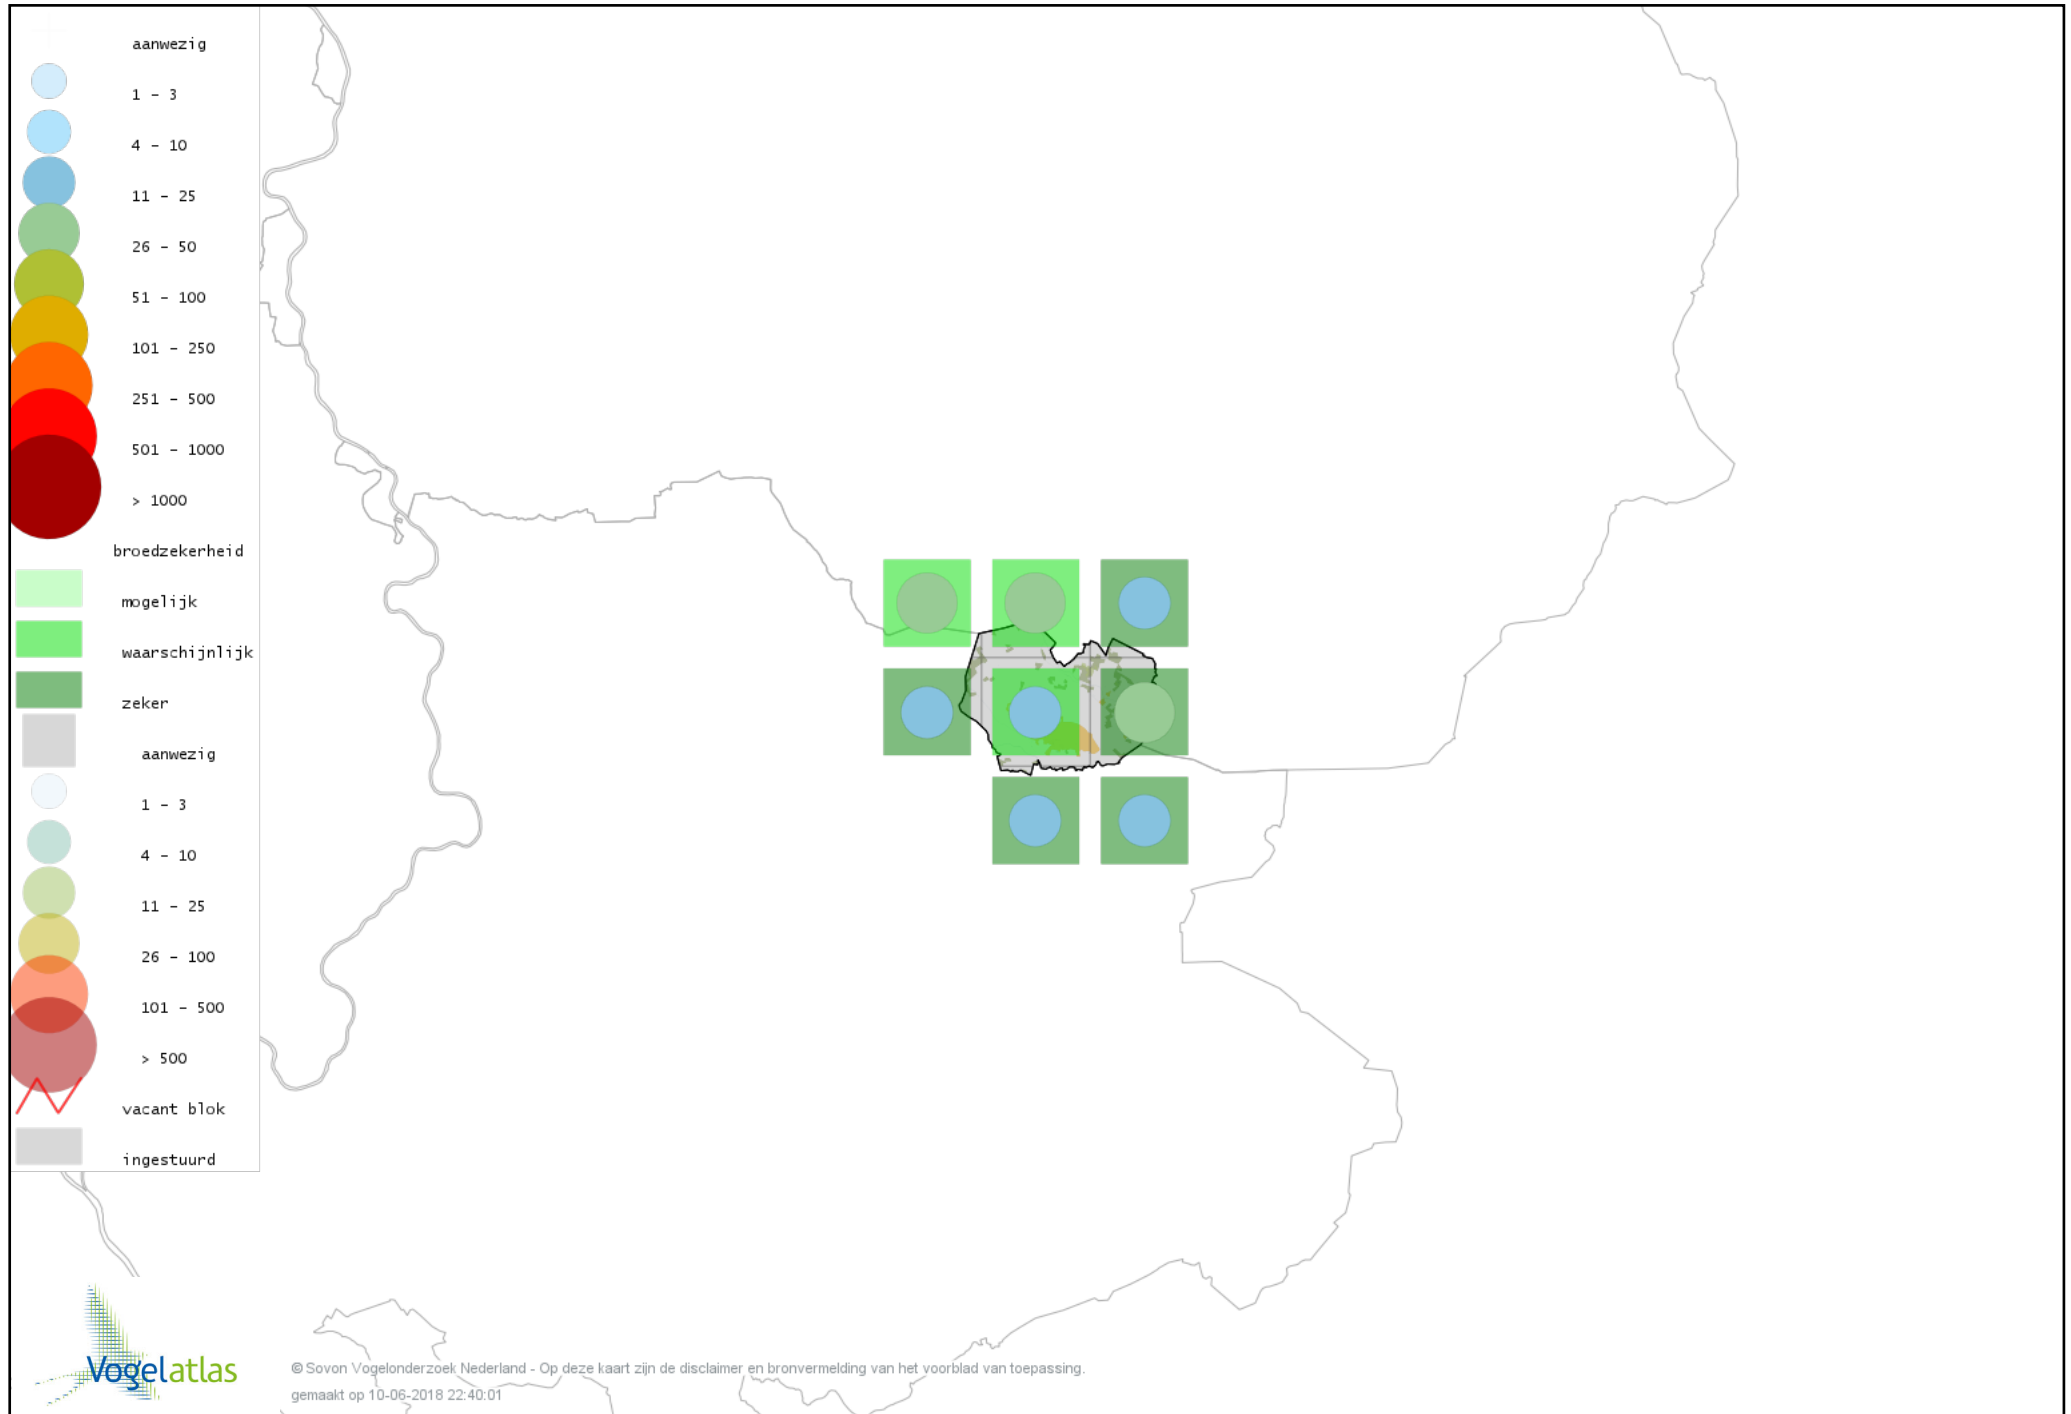 aanwezig
1 - 3
4 - 10
11 - 25
26 - 50
51 - 100
101 - 250
251 - 500
501 - 1000
> 1000
broedzekerheid
mogelijk
waarschijnlijk
zeker
aanwezig
1 - 3
4 - 10
11 - 25
26 - 100
101 - 500
> 500
vacant blok
ingestuurd
Vogelatlas
© Sovon Vogelonderzoek Nederland - Op deze kaart zijn de disclaimer en bronvermelding van het voorblad van toepassing.
gemaakt op 10-06-2018 22:40:01